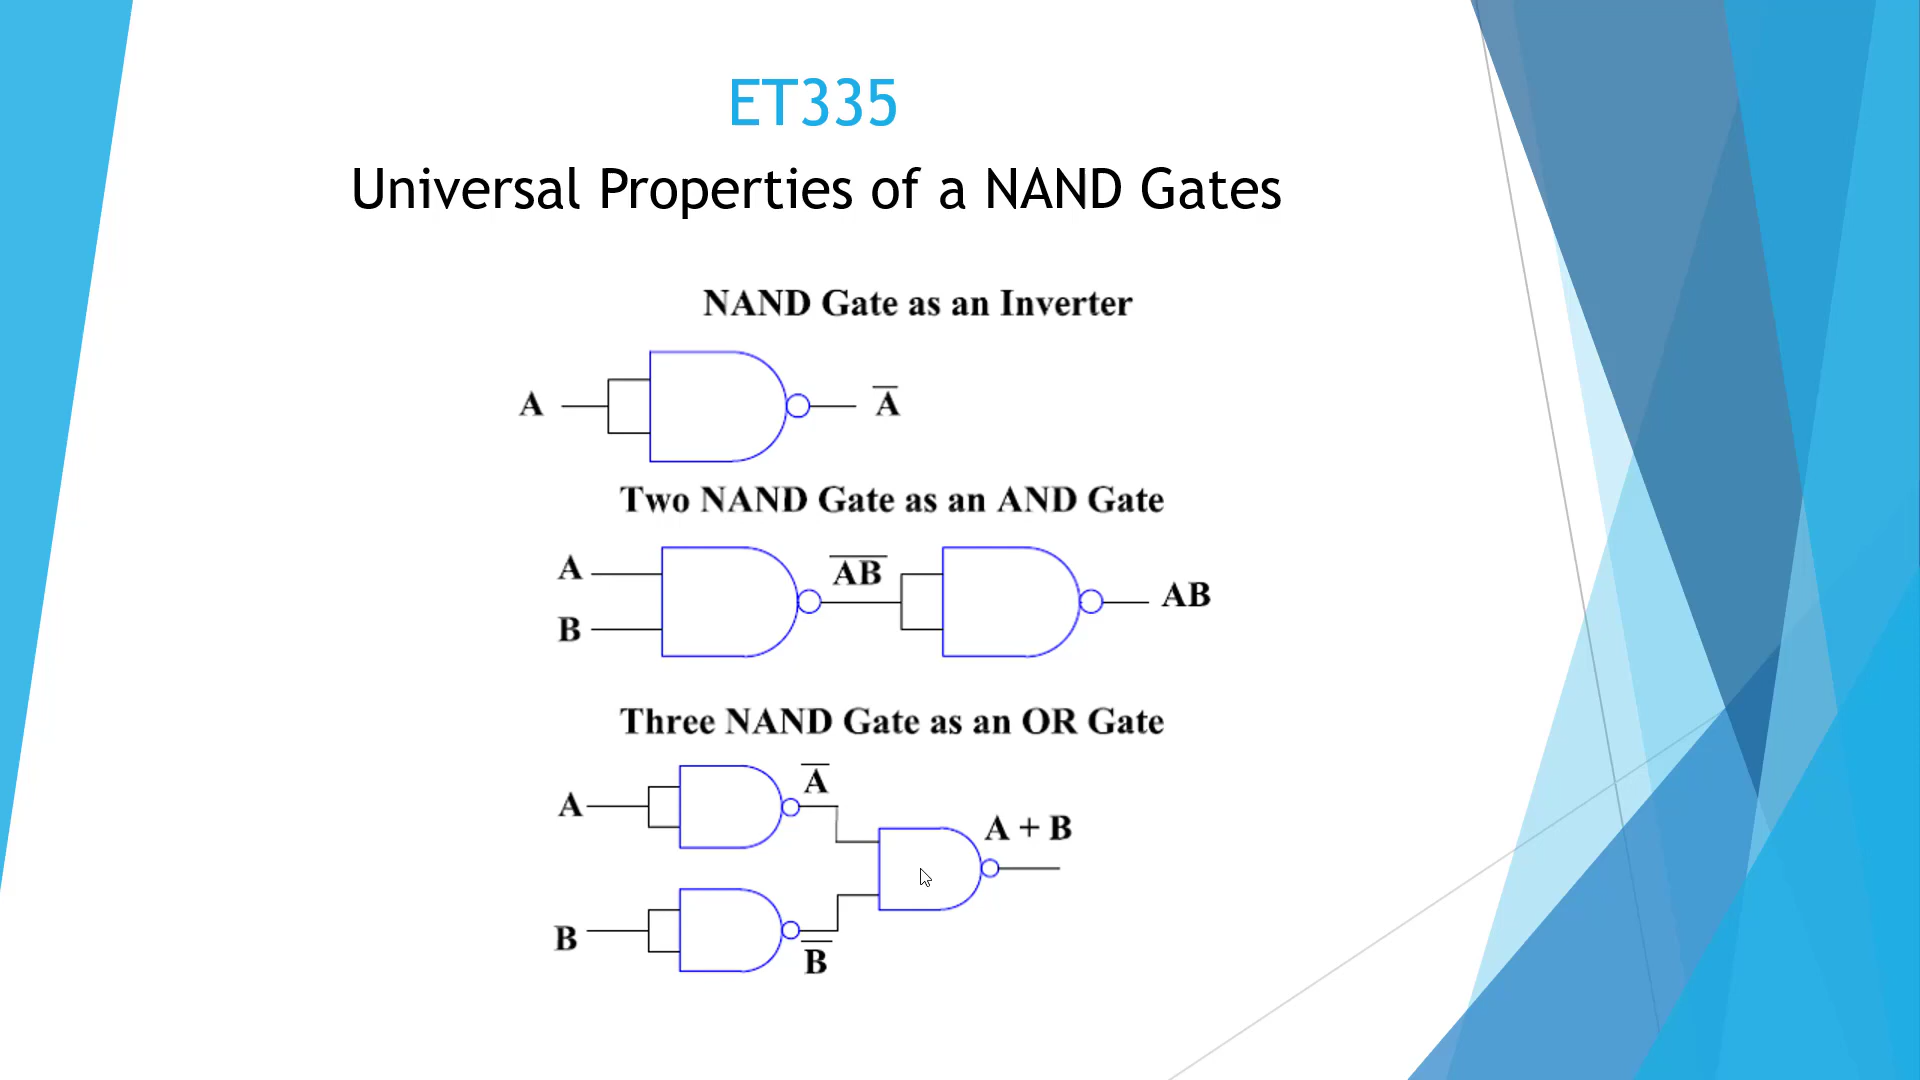 ET335
Universal Properties of a NAND Gates
NAND Gate as an Inverter
A A̅
Two NAND Gate as an AND Gate
A
A̅B̅
AB
B
Three NAND Gate as an OR Gate
A̅
A
A + B
B
B̅